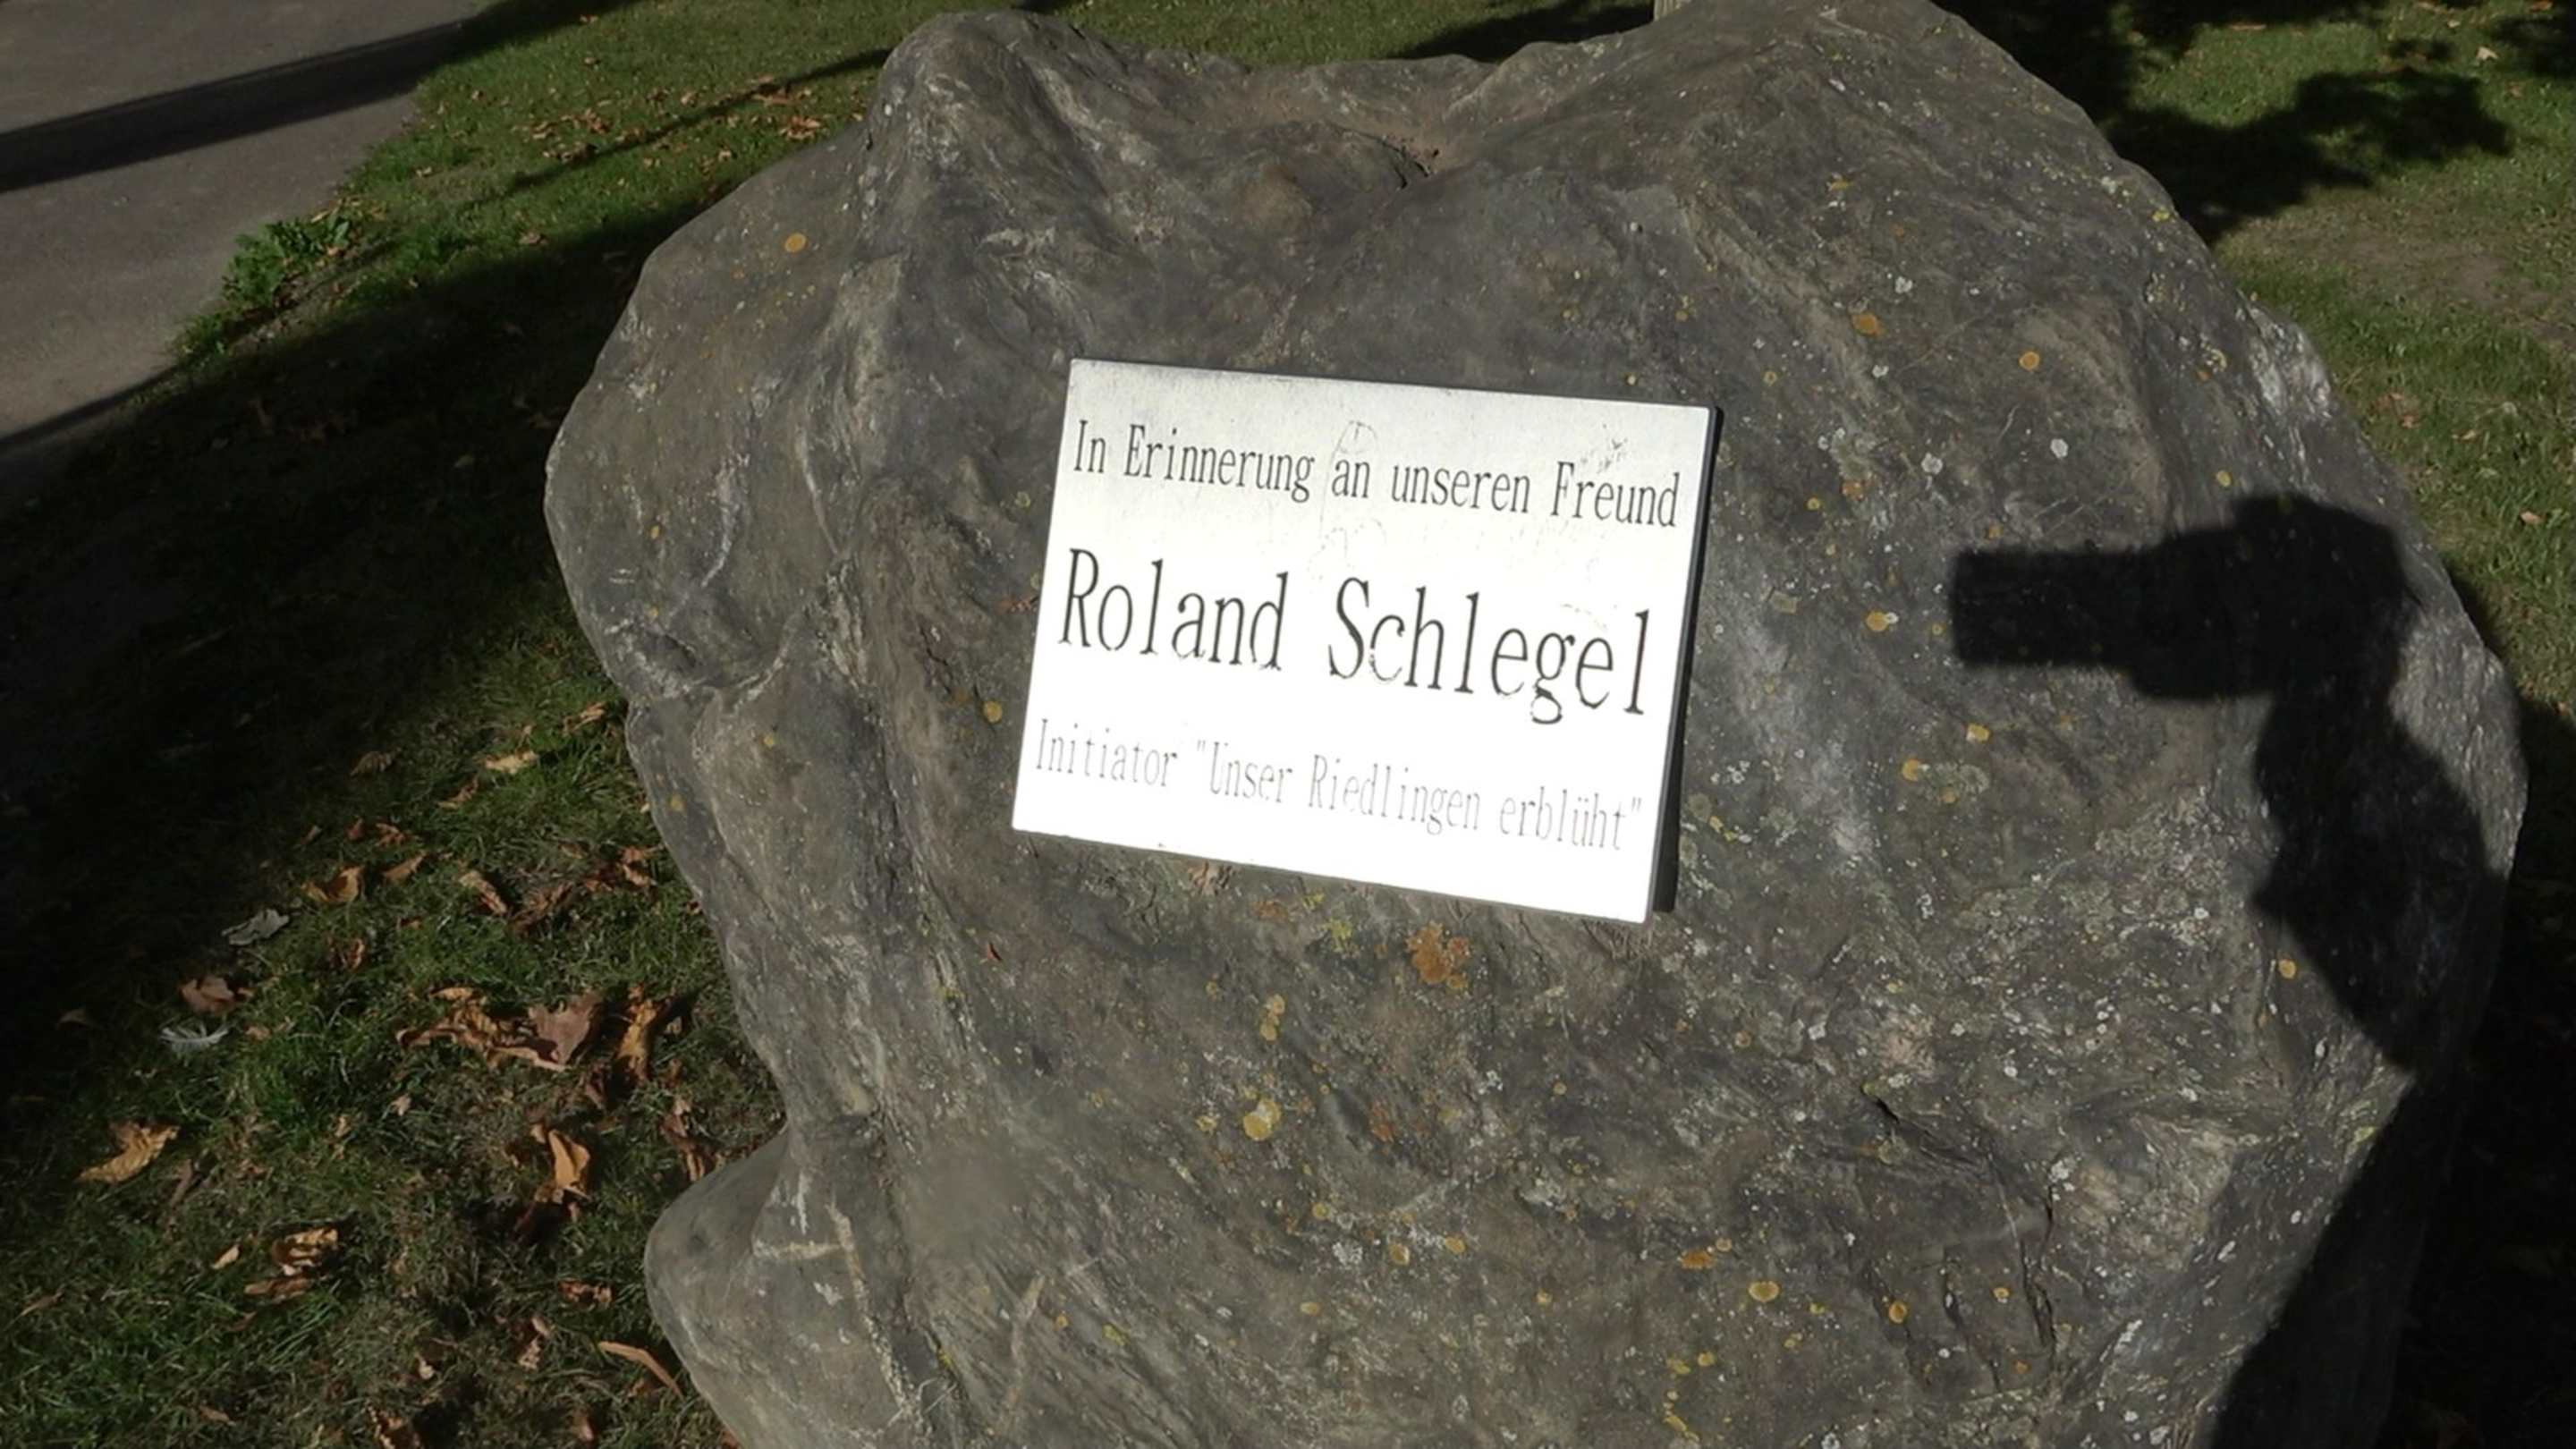 In Erinnerung an unseren Freund
Roland Schlegel
Initiator "Unser Riedlingen erblüht"